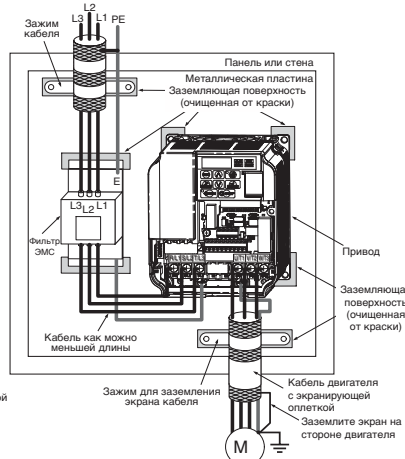 L2
L3 L1 PE
Зажим
кабеля
Панель или стена
Металлическая пластина
Заземляющая поверхность
(очищенная от краски)
E
L3 L2 L1
Фильтр
ЭМС
Привод
Заземляюща
поверхность
(очищенная
от краски)
Кабель как можно
меньшей длины
Зажим для заземления
экрана кабеля
Кабель двигателя
с экранирующей
оплеткой
Заземлите экран на
стороне двигателя
ой
M